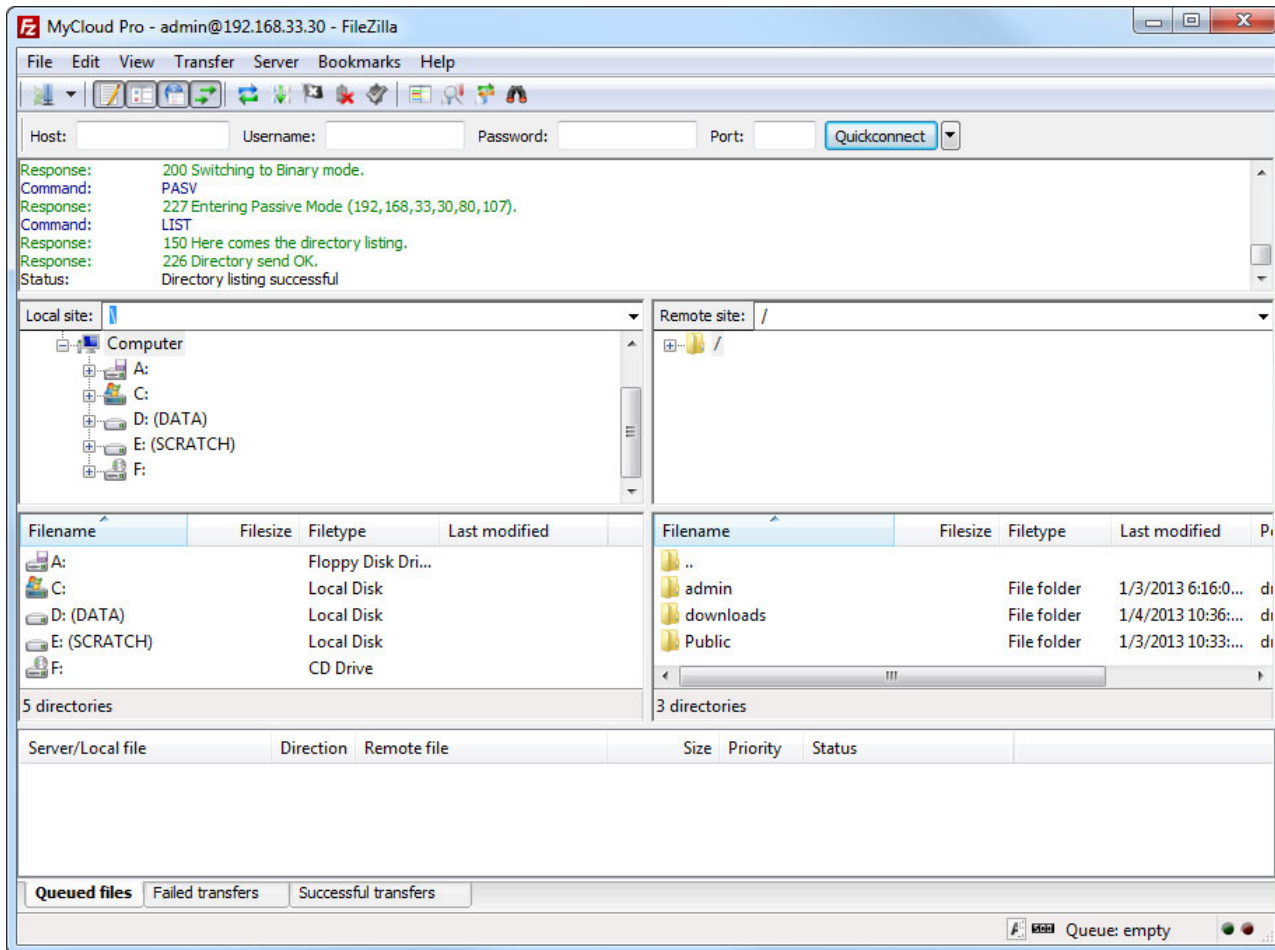 MyCloud Pro - admin@192.168.33.30 - FileZilla
File Edit View Transfer Server Bookmarks Help
Host: Username: Password: Port: Quickconnect
Response: 200 Switching to Binary mode.
Command: PASV
Response: 227 Entering Passive Mode (192,168,33,30,80,107).
Command: LIST
Response: 150 Here comes the directory listing.
Response: 226 Directory send OK.
Status: Directory listing successful
Local site: \
Computer
A:
C:
D: (DATA)
E: (SCRATCH)
F:
Remote site: /
/
Filename Filesize Filetype Last modified
A: Floppy Disk Dri...
C: Local Disk
D: (DATA) Local Disk
E: (SCRATCH) Local Disk
F: CD Drive
5 directories
Filename Filesize Filetype Last modified
..
admin File folder 1/3/2013 6:16:0...
downloads File folder 1/4/2013 10:36:...
Public File folder 1/3/2013 10:33:...
3 directories
Server/Local file Direction Remote file Size Priority Status
Queued files Failed transfers Successful transfers
Queue: empty